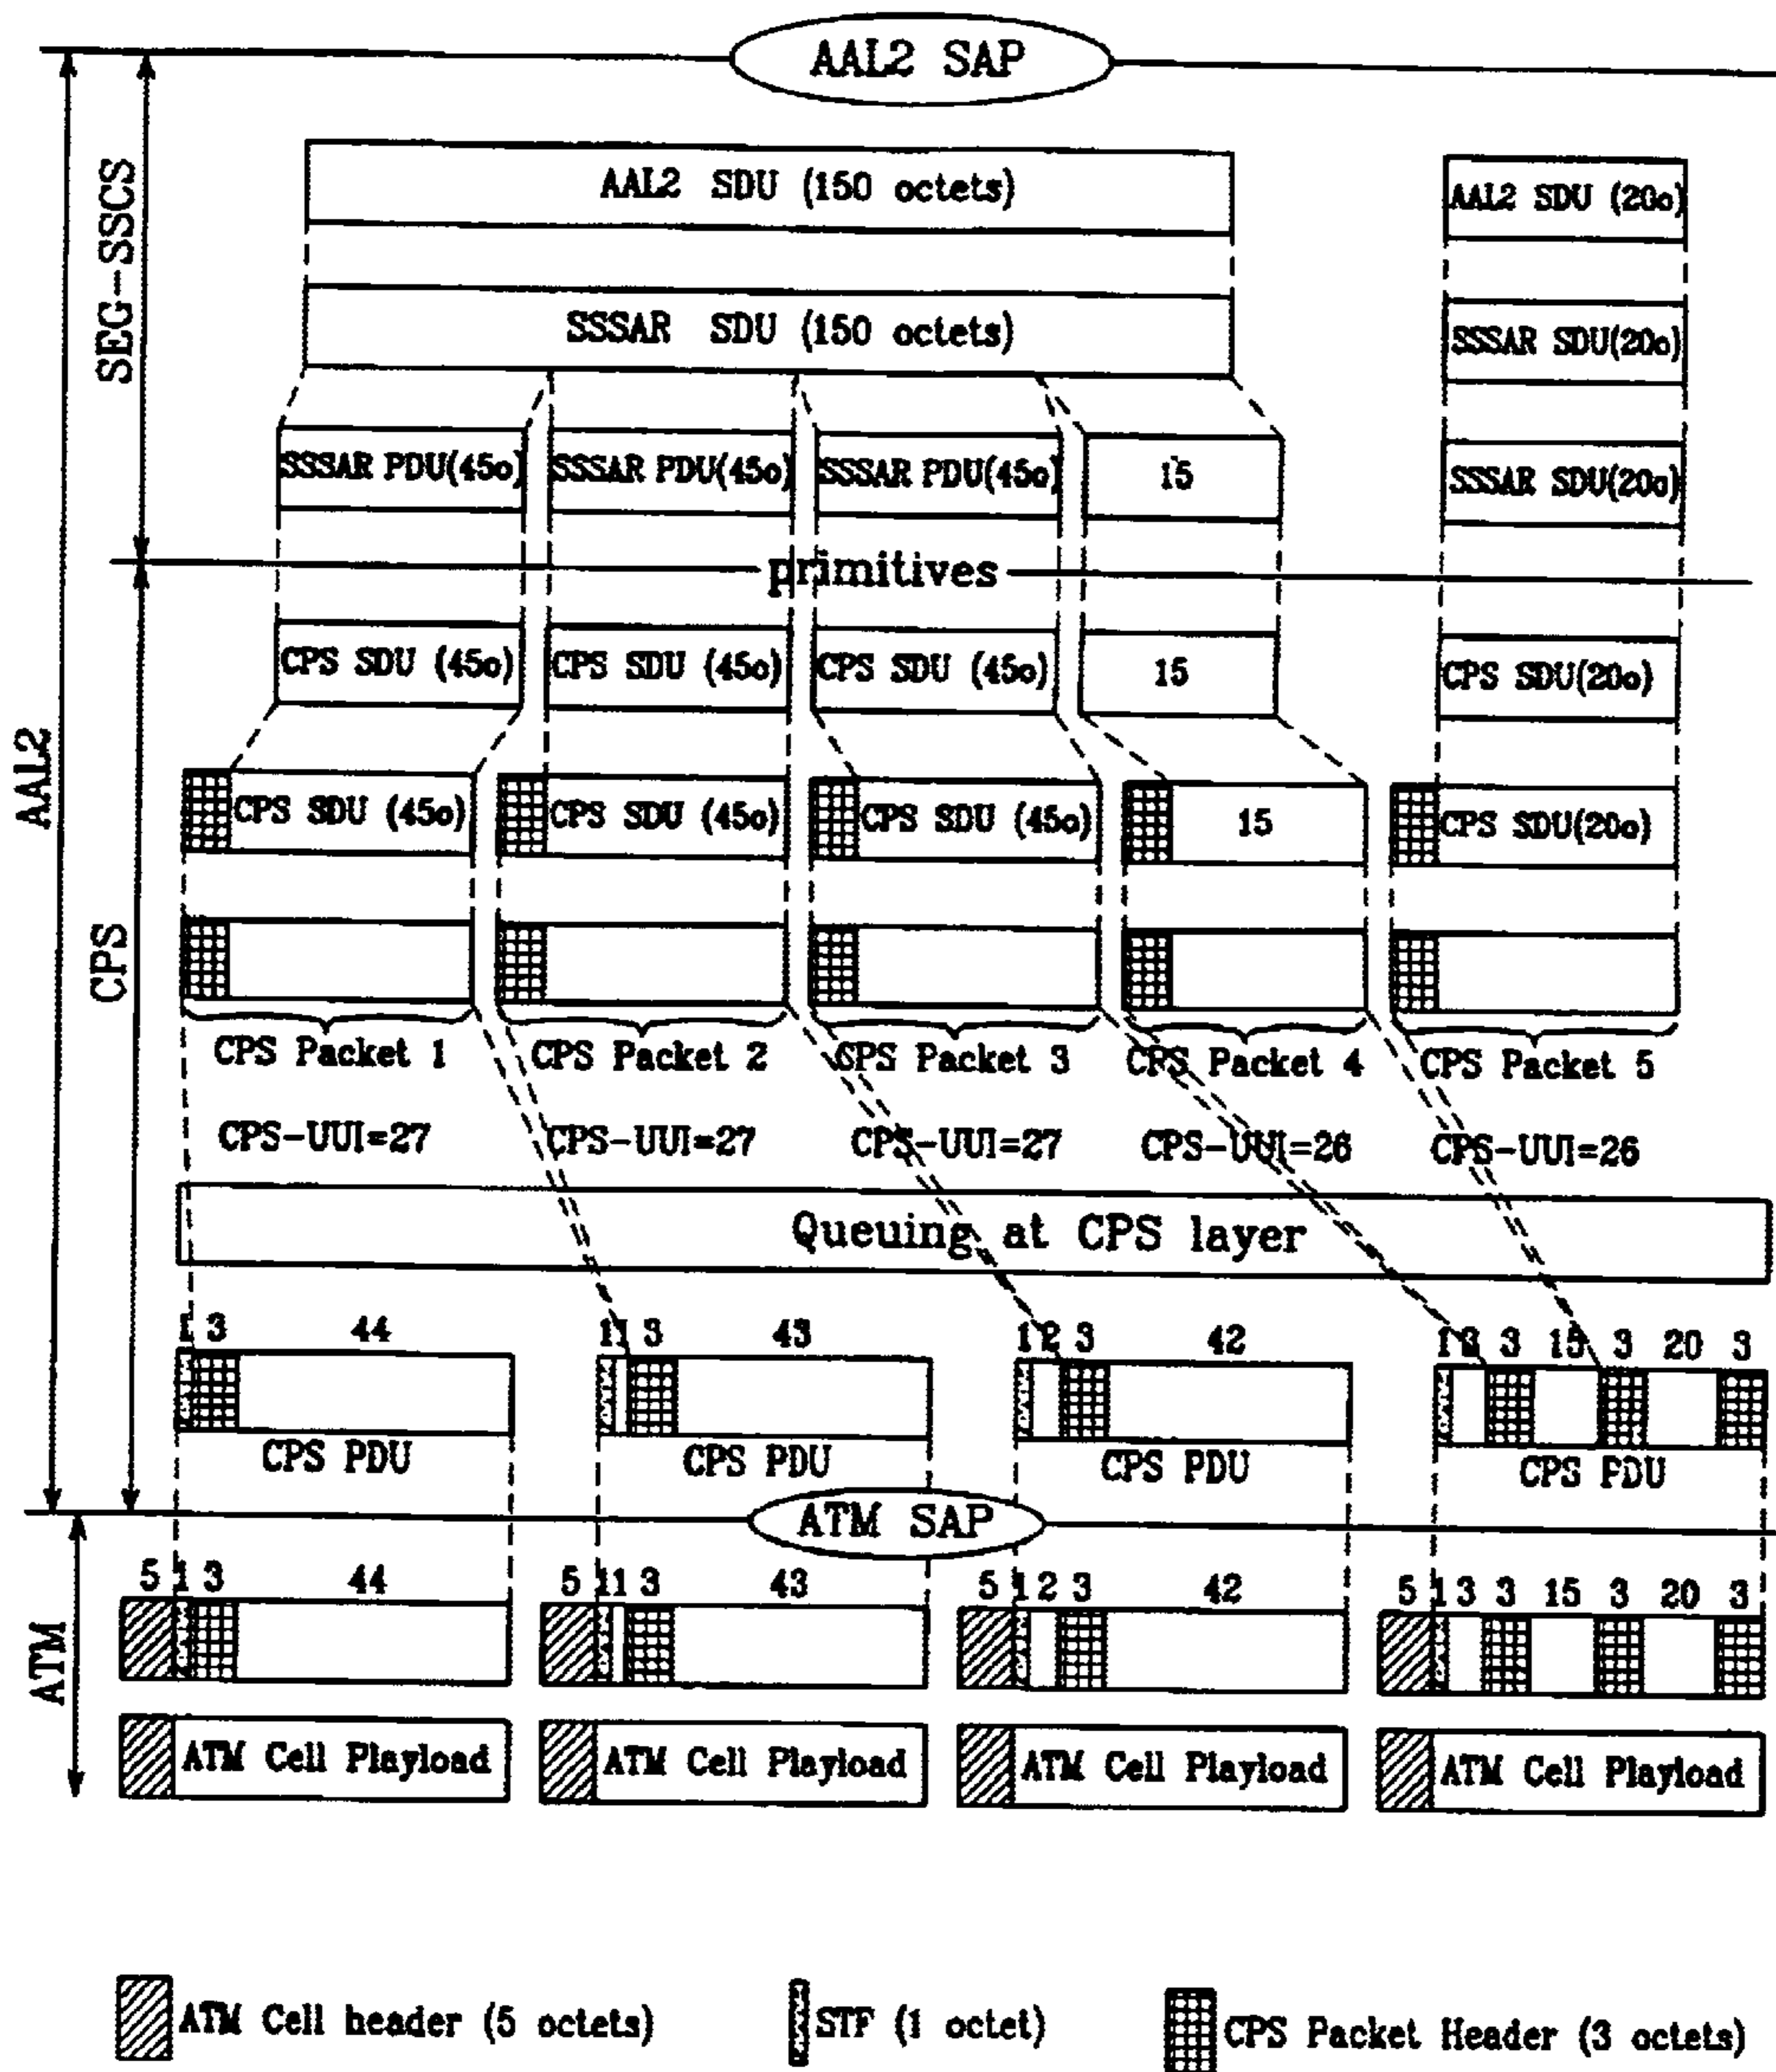 AAL2 SAP
AAL2 SDU (150 octets)
AAL2 SDU (20o)
SEG-SSCS
SSSAR SDU (150 octets)
SSSAR SDU(20o)
SSSAR PDU(45o)
SSSAR PDU(45o)
SSSAR PDU(45o)
15
SSSAR SDU(20o)
primitives
CPS SDU (45o)
CPS SDU (45o)
CPS SDU (45o)
15
CPS SDU(20o)
AAL2
CPS SDU (45o)
CPS SDU (45o)
CPS SDU (45o)
15
CPS SDU(20o)
CPS
CPS Packet 1
CPS Packet 2
CPS Packet 3
CPS Packet 4
CPS Packet 5
CPS-UUI=27
CPS-UUI=27
CPS-UUI=27
CPS-UUI=26
CPS-UUI=26
Queuing at CPS layer
1 3 44
1 1 3 43
1 2 3 42
1 3 3 15 3 20 3
CPS PDU
CPS PDU
CPS PDU
CPS PDU
ATM SAP
5 1 3 44
5 1 1 3 43
5 1 2 3 42
5 1 3 3 15 3 20 3
ATM
ATM Cell Playload
ATM Cell Playload
ATM Cell Playload
ATM Cell Playload
ATM Cell header (5 octets)
STF (1 octet)
CPS Packet Header (3 octets)